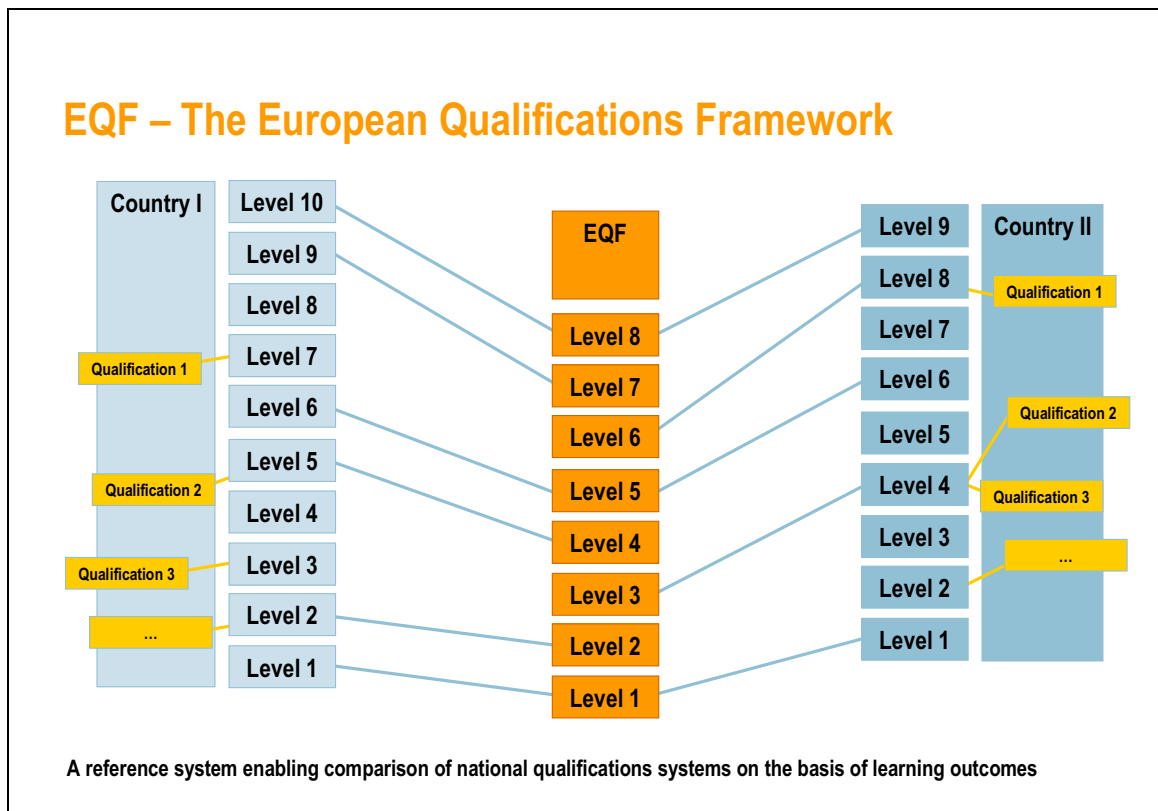 EQF – The European Qualifications Framework
Country I
Level 10
Level 9
Level 8
Level 7
Level 6
Level 5
Level 4
Level 3
Level 2
Level 1
Qualification 1
Qualification 2
Qualification 3
...
EQF
Level 8
Level 7
Level 6
Level 5
Level 4
Level 3
Level 2
Level 1
Level 9
Level 8
Level 7
Level 6
Level 5
Level 4
Level 3
Level 2
Level 1
Country II
Qualification 1
Qualification 2
Qualification 3
...
A reference system enabling comparison of national qualifications systems on the basis of learning outcomes